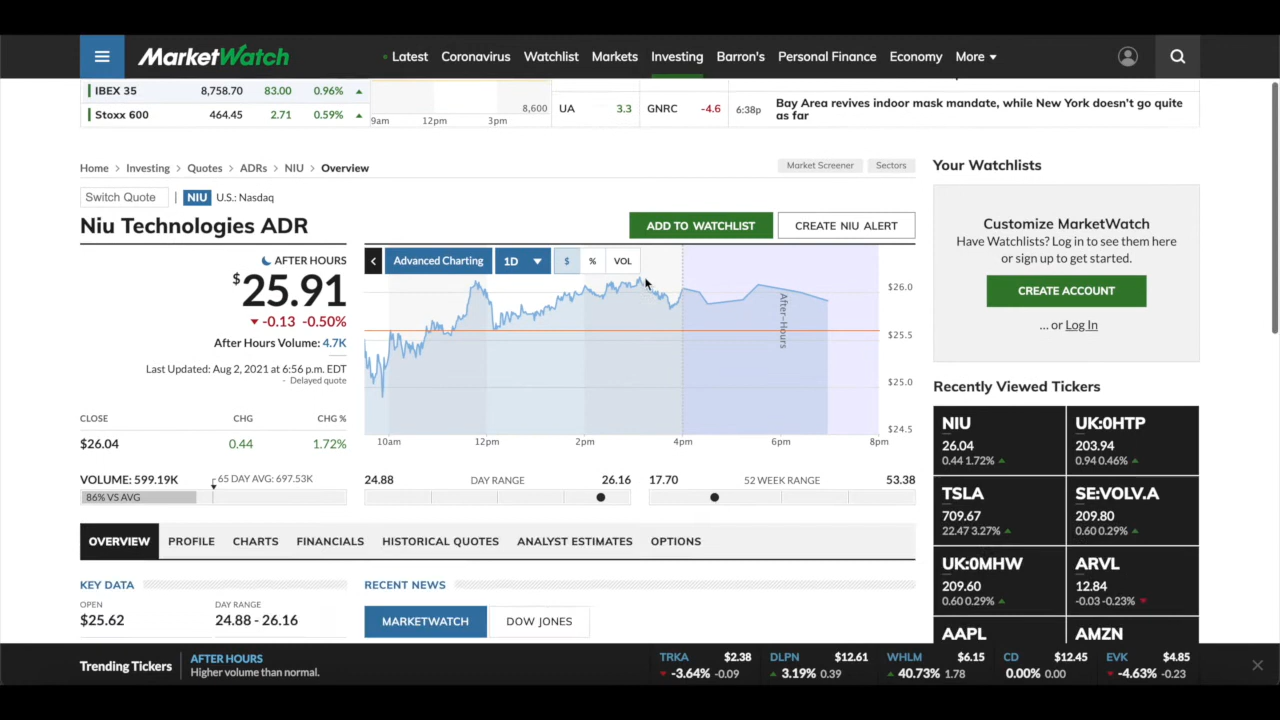 MarketWatch
Latest Coronavirus Watchlist Markets Investing Barron's Personal Finance Economy More
IBEX 35 8,758.70 83.00 0.96%
Stoxx 600 464.45 2.71 0.59%
8,600
9am 12pm 3pm
UA 3.3 GNRC -4.6
6:38p Bay Area revives indoor mask mandate, while New York doesn't go quite
as far
Home > Investing > Quotes > ADRs > NIU > Overview
Market Screener Sectors
Switch Quote | NIU U.S.: Nasdaq
Niu Technologies ADR
ADD TO WATCHLIST CREATE NIU ALERT
AFTER HOURS
$25.91
-0.13 -0.50%
After Hours Volume: 4.7K
Last Updated: Aug 2, 2021 at 6:56 p.m. EDT
- Delayed quote
CLOSE CHG CHG %
$26.04 0.44 1.72%
VOLUME: 599.19K 65 DAY AVG: 697.53K
86% VS AVG
Advanced Charting 1D $ % VOL
$26.0
After-Hours
$25.5
$25.0
$24.5
10am 12pm 2pm 4pm 6pm 8pm
24.88 DAY RANGE 26.16 17.70 52 WEEK RANGE 53.38
OVERVIEW PROFILE CHARTS FINANCIALS HISTORICAL QUOTES ANALYST ESTIMATES OPTIONS
KEY DATA
OPEN DAY RANGE
$25.62 24.88 - 26.16
RECENT NEWS
MARKETWATCH DOW JONES
Your Watchlists
Customize MarketWatch
Have Watchlists? Log in to see them here
or sign up to get started.
CREATE ACCOUNT
... or Log In
Recently Viewed Tickers
NIU UK:0HTP
26.04 203.94
0.44 1.72% 0.94 0.46%
TSLA SE:VOLV.A
709.67 209.80
22.47 3.27% 0.60 0.29%
UK:0MHW ARVL
209.60 12.84
0.60 0.29% -0.03 -0.23%
AAPL AMZN
Trending Tickers
AFTER HOURS
Higher volume than normal.
TRKA $2.38 DLPN $12.61 WHLM $6.15 CD $12.45 EVK $4.85
-3.64% -0.09 3.19% 0.39 40.73% 1.78 0.00% 0.00 -4.63% -0.23